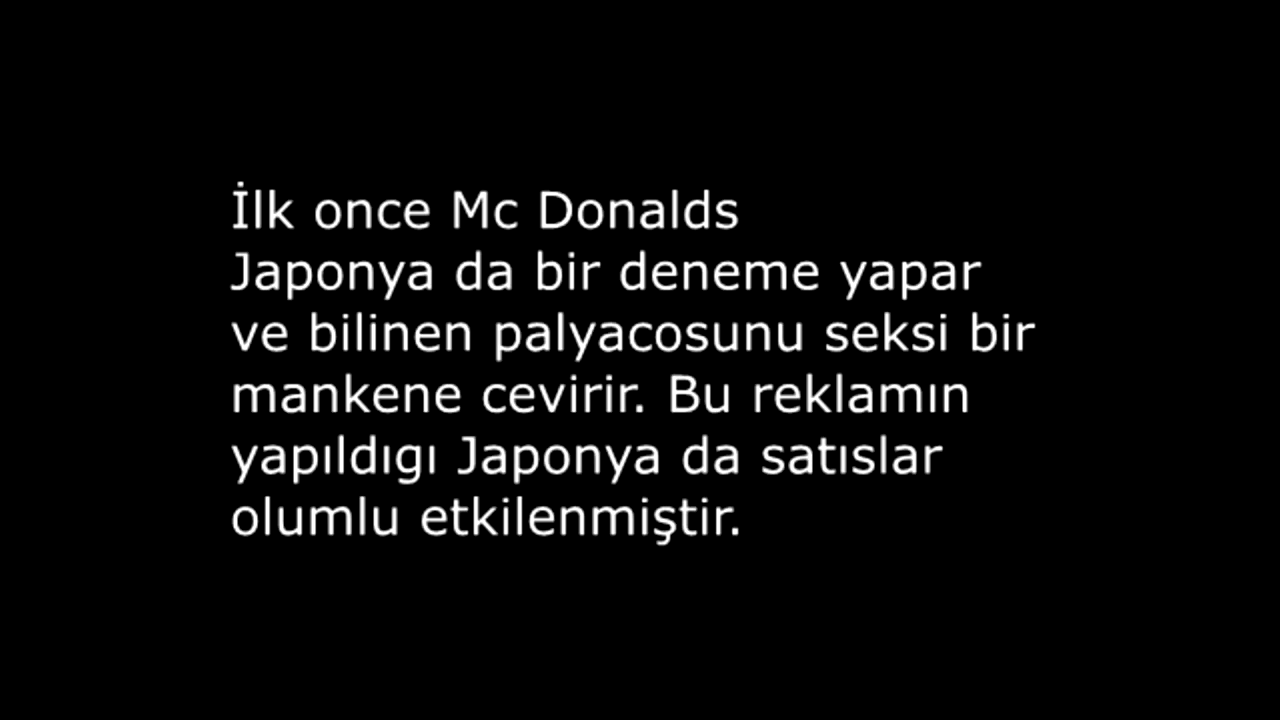 İlk once Mc Donalds
Japonya da bir deneme yapar
ve bilinen palyacosunu seksi bir
mankene cevirir. Bu reklamın
yapıldıgı Japonya da satıslar
olumlu etkilenmiştir.